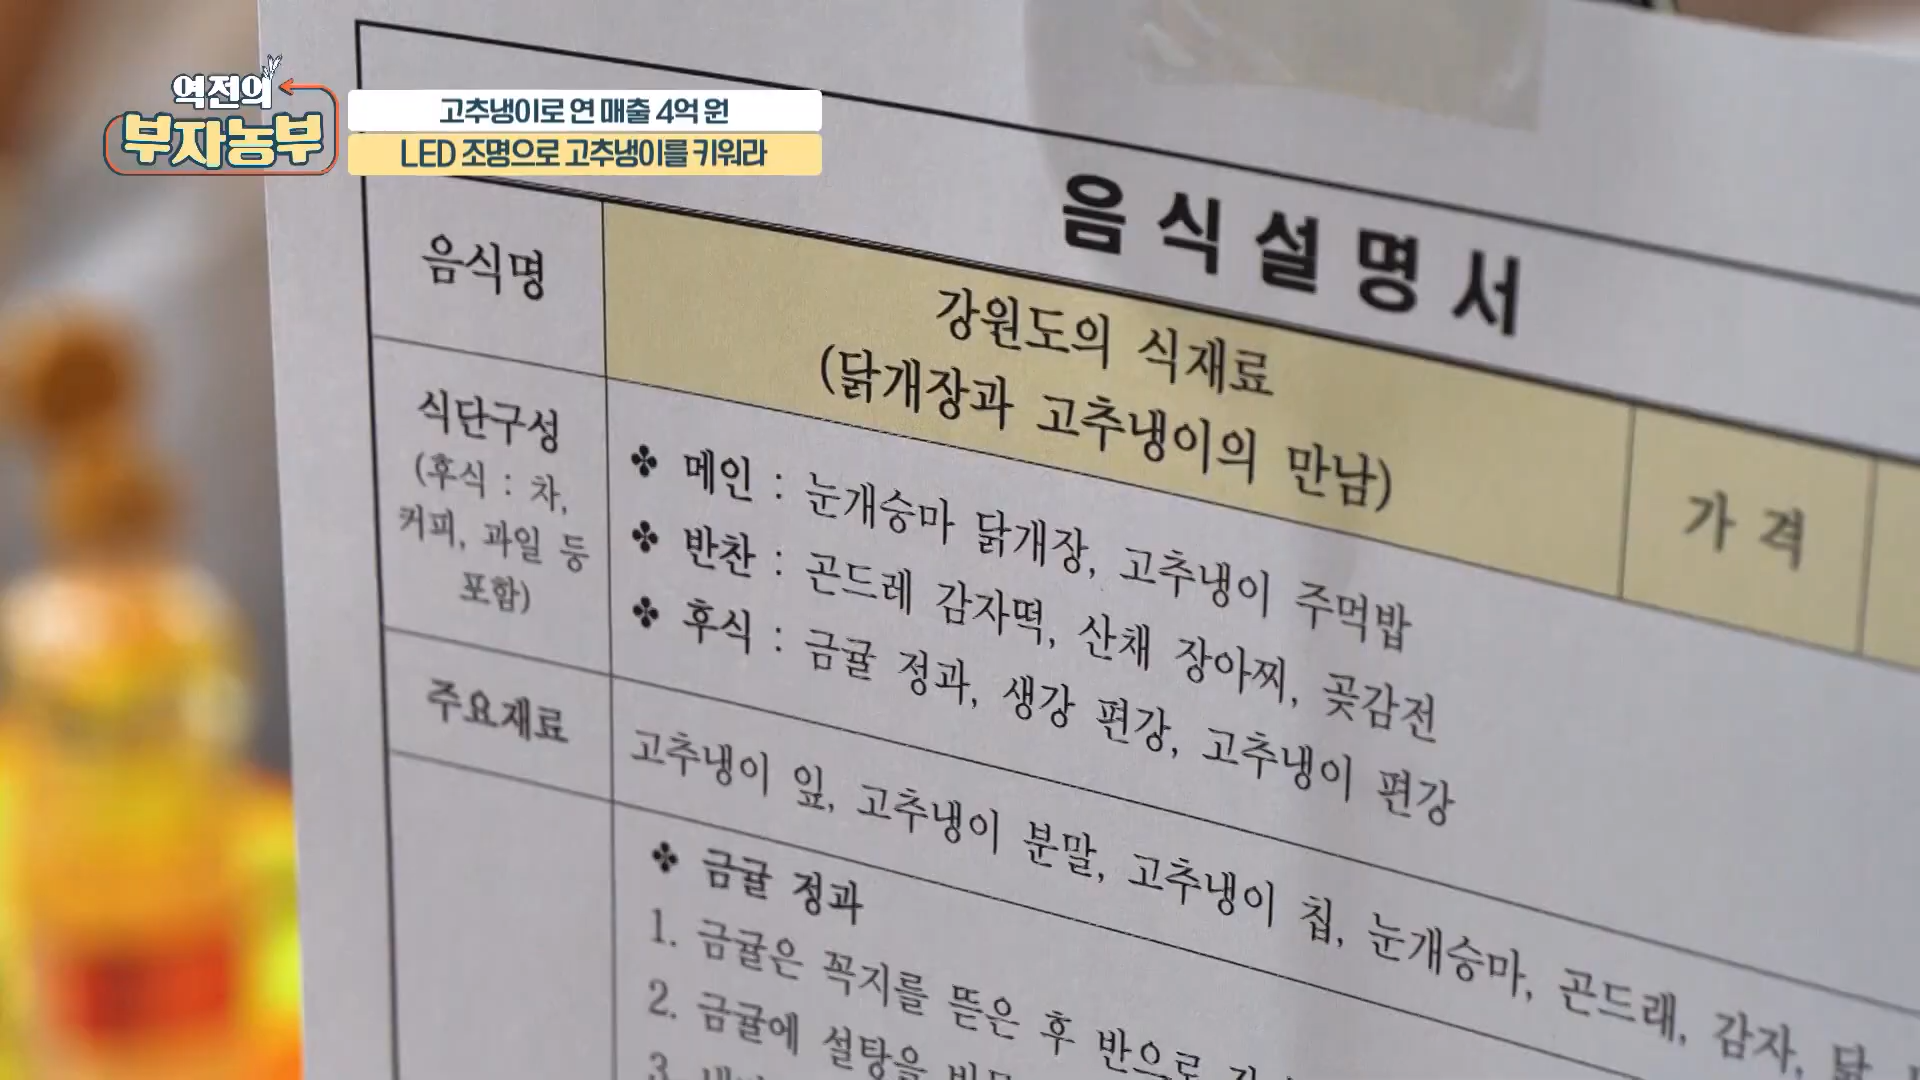 역전의
부자농부
고추냉이로 연 매출 4억 원
LED 조명으로 고추냉이를 키워라
음식설명서
음식명
강원도의 식재료
(닭개장과 고추냉이의 만남)
가 격
식단구성
(후식 : 차,
커피, 과일 등
포함)
❖ 메인 : 눈개승마 닭개장, 고추냉이 주먹밥
❖ 반찬 : 곤드레 감자떡, 산채 장아찌, 곶감전
❖ 후식 : 금귤 정과, 생강 편강, 고추냉이 편강
주요재료
고추냉이 잎, 고추냉이 분말, 고추냉이 칩, 눈개승마, 곤드래, 감자, 닭
❖ 금귤 정과
1. 금귤은 꼭지를 뜯은 후 반으로
2. 금귤에 설탕을
3.